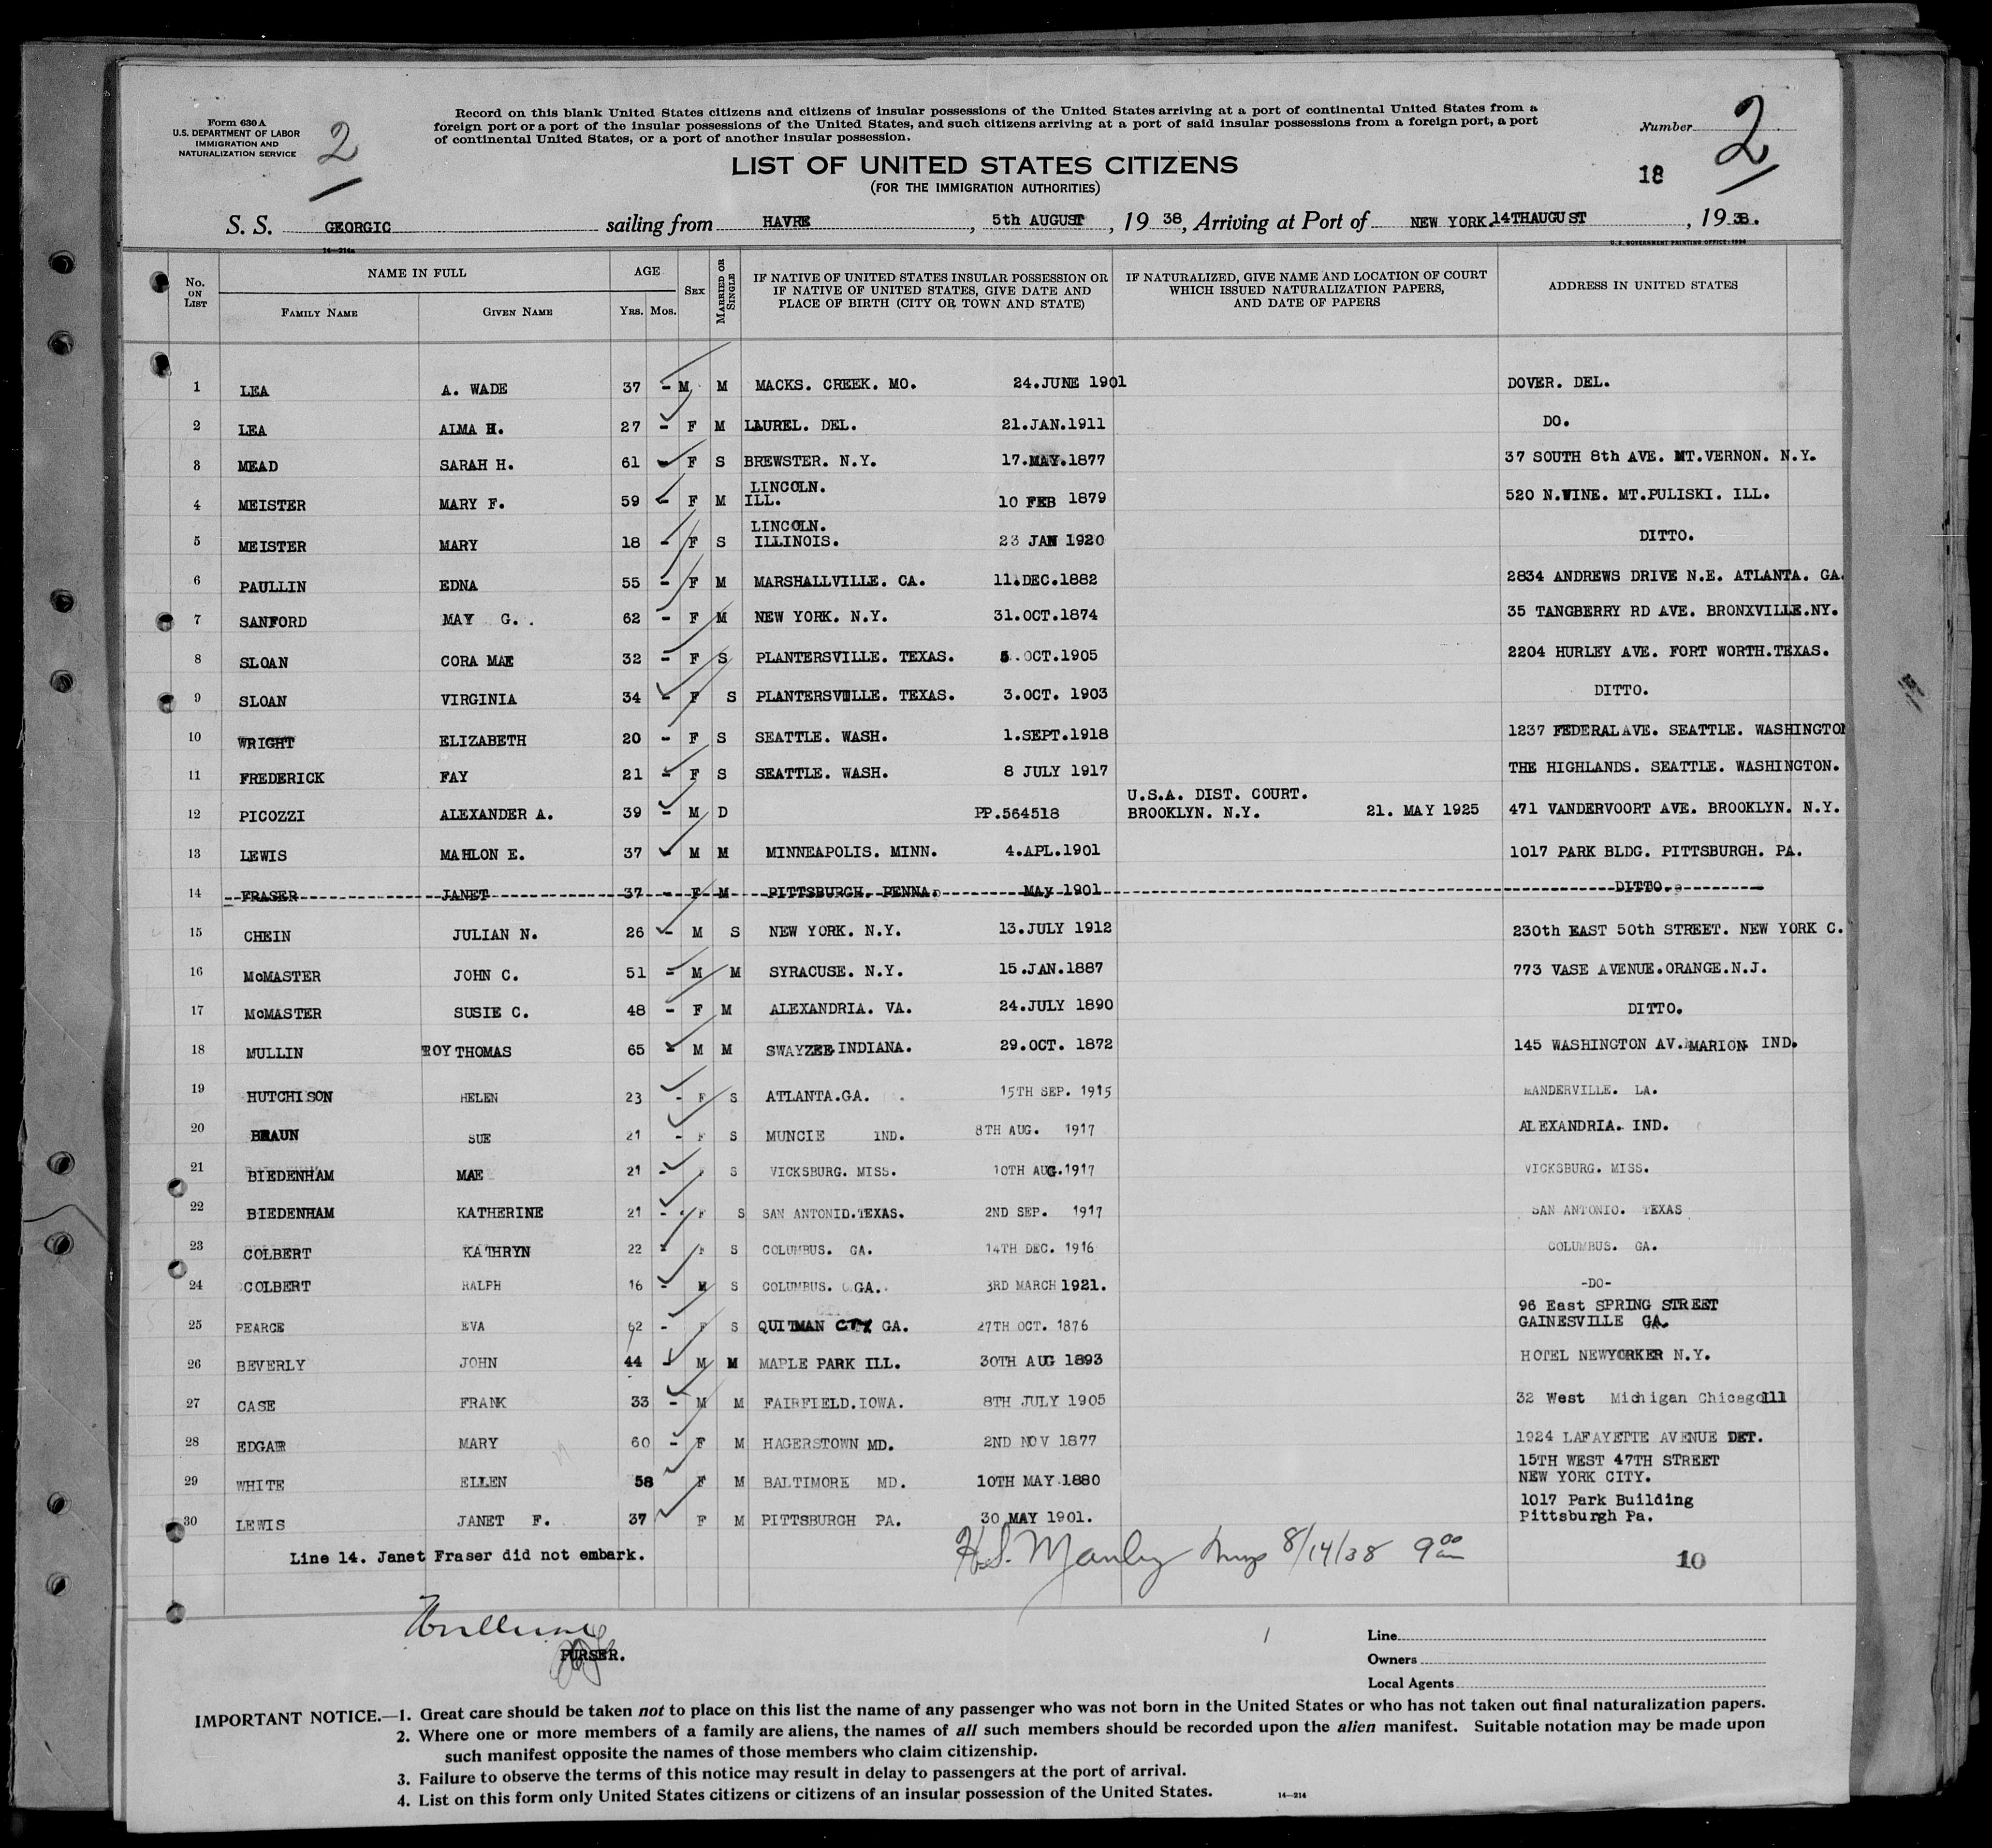 Form 630 A
U.S. DEPARTMENT OF LABOR
IMMIGRATION AND
NATURALIZATION SERVICE
2
Record on this blank United States citizens and citizens of insular possessions of the United States arriving at a port of continental United States from a
foreign port or a port of the insular possessions of the United States, and such citizens arriving at a port of said insular possessions from a foreign port, a port
of continental United States, or a port of another insular possession.
Number 2
LIST OF UNITED STATES CITIZENS
(FOR THE IMMIGRATION AUTHORITIES)
18
S. S. GEORGIC sailing from HAVRE, 5th AUGUST, 19 38, Arriving at Port of NEW YORK. 14THAUGUST, 19 38.
14—214a
U. S. GOVERNMENT PRINTING OFFICE: 1934
No. ON LIST NAME IN FULL AGE SEX MARRIED OR SINGLE IF NATIVE OF UNITED STATES INSULAR POSSESSION OR IF NATIVE OF UNITED STATES, GIVE DATE AND PLACE OF BIRTH (CITY OR TOWN AND STATE) IF NATURALIZED, GIVE NAME AND LOCATION OF COURT WHICH ISSUED NATURALIZATION PAPERS, AND DATE OF PAPERS ADDRESS IN UNITED STATES
FAMILY NAME GIVEN NAME YRS. MOS.
1 LEA A. WADE 37 - M M MACKS. CREEK. MO. 24.JUNE 1901 DOVER. DEL.
2 LEA ALMA H. 27 - F M LAUREL. DEL. 21.JAN.1911 DO.
3 MEAD SARAH H. 61 - F S BREWSTER. N.Y. 17.MAY.1877 37 SOUTH 8th AVE. MT.VERNON. N.Y.
4 MEISTER MARY F. 59 - F M LINCOLN. ILL. 10 FEB 1879 520 N.VINE. MT.PULISKI. ILL.
5 MEISTER MARY 18 - F S LINCOLN. ILLINOIS. 23 JAN 1920 DITTO.
6 PAULLIN EDNA 55 - F M MARSHALLVILLE. CA. 11.DEC.1882 2834 ANDREWS DRIVE N.E. ATLANTA. GA.
7 SANFORD MAY G. . 62 - F M NEW YORK. N.Y. 31.OCT.1874 35 TANGBERRY RD AVE. BRONXVILLE.NY.
8 SLOAN CORA MAE 32 - F S PLANTERSVILLE. TEXAS. 5.OCT.1905 2204 HURLEY AVE. FORT WORTH.TEXAS.
9 SLOAN VIRGINIA 34 - F S PLANTERSVILLE. TEXAS. 3.OCT. 1903 DITTO.
10 WRIGHT ELIZABETH 20 - F S SEATTLE. WASH. 1.SEPT.1918 1237 FEDERAL AVE. SEATTLE. WASHINGTON
11 FREDERICK FAY 21 - F S SEATTLE. WASH. 8 JULY 1917 THE HIGHLANDS. SEATTLE. WASHINGTON.
12 PICOZZI ALEXANDER A. 39 - M D PP.564518 U.S.A. DIST. COURT. BROOKLYN. N.Y. 21. MAY 1925 471 VANDERVOORT AVE. BROOKLYN. N.Y.
13 LEWIS MAHLON E. 37 - M M MINNEAPOLIS. MINN. 4.APL.1901 1017 PARK BLDG. PITTSBURGH. PA.
14 FRASER JANET 37 - F M PITTSBURGH. PENNA. MAY 1901 DITTO.
15 CHEIN JULIAN N. 26 - M S NEW YORK. N.Y. 13.JULY 1912 230th EAST 50th STREET. NEW YORK C.
16 McMASTER JOHN C. 51 - M M SYRACUSE. N.Y. 15.JAN.1887 773 VASE AVENUE.ORANGE.N.J.
17 McMASTER SUSIE C. 48 - F M ALEXANDRIA. VA. 24.JULY 1890 DITTO.
18 MULLIN ROY THOMAS 65 - M M SWAYZEE INDIANA. 29.OCT. 1872 145 WASHINGTON AV. MARION IND.
19 HUTCHISON HELEN 23 - F S ATLANTA.GA. 15TH SEP. 1915 MANDERVILLE. LA.
20 BRAUN SUE 21 - F S MUNCIE IND. 8TH AUG. 1917 ALEXANDRIA. IND.
21 BIEDENHAM MAE 21 - F S VICKSBURG. MISS. 10TH AUG.1917 VICKSBURG. MISS.
22 BIEDENHAM KATHERINE 21 - F S SAN ANTONIO.TEXAS. 2ND SEP. 1917 SAN ANTONIO. TEXAS
23 COLBERT KATHRYN 22 - F S COLUMBUS. GA. 14TH DEC. 1916 COLUMBUS. GA.
24 COLBERT RALPH 16 - M S COLUMBUS. GA. 3RD MARCH 1921. -DO-
25 PEARCE EVA 62 - F S QUITMAN CTY GA. 27TH OCT. 1876 96 East SPRING STREET GAINESVILLE GA.
26 BEVERLY JOHN 44 - M M MAPLE PARK ILL. 30TH AUG 1893 HOTEL NEWYORKER N.Y.
27 CASE FRANK 33 - M M FAIRFIELD.IOWA. 8TH JULY 1905 32 West Michigan Chicago Ill
28 EDGAR MARY 60 - F M HAGERSTOWN MD. 2ND NOV 1877 1924 LAFAYETTE AVENUE DET.
29 WHITE ELLEN 58 F M BALTIMORE MD. 10TH MAY 1880 15TH WEST 47TH STREET NEW YORK CITY.
30 LEWIS JANET F. 37 F M PITTSBURGH PA. 30 MAY 1901. 1017 Park Building Pittsburgh Pa.
Line 14. Janet Fraser did not embark.
H.S. Manley Insp 8/14/38 9 00 am
10
PURSER.
Line
Owners
Local Agents
IMPORTANT NOTICE.—1. Great care should be taken not to place on this list the name of any passenger who was not born in the United States or who has not taken out final naturalization papers.
2. Where one or more members of a family are aliens, the names of all such members should be recorded upon the alien manifest. Suitable notation may be made upon
such manifest opposite the names of those members who claim citizenship.
3. Failure to observe the terms of this notice may result in delay to passengers at the port of arrival.
4. List on this form only United States citizens or citizens of an insular possession of the United States.
14—214